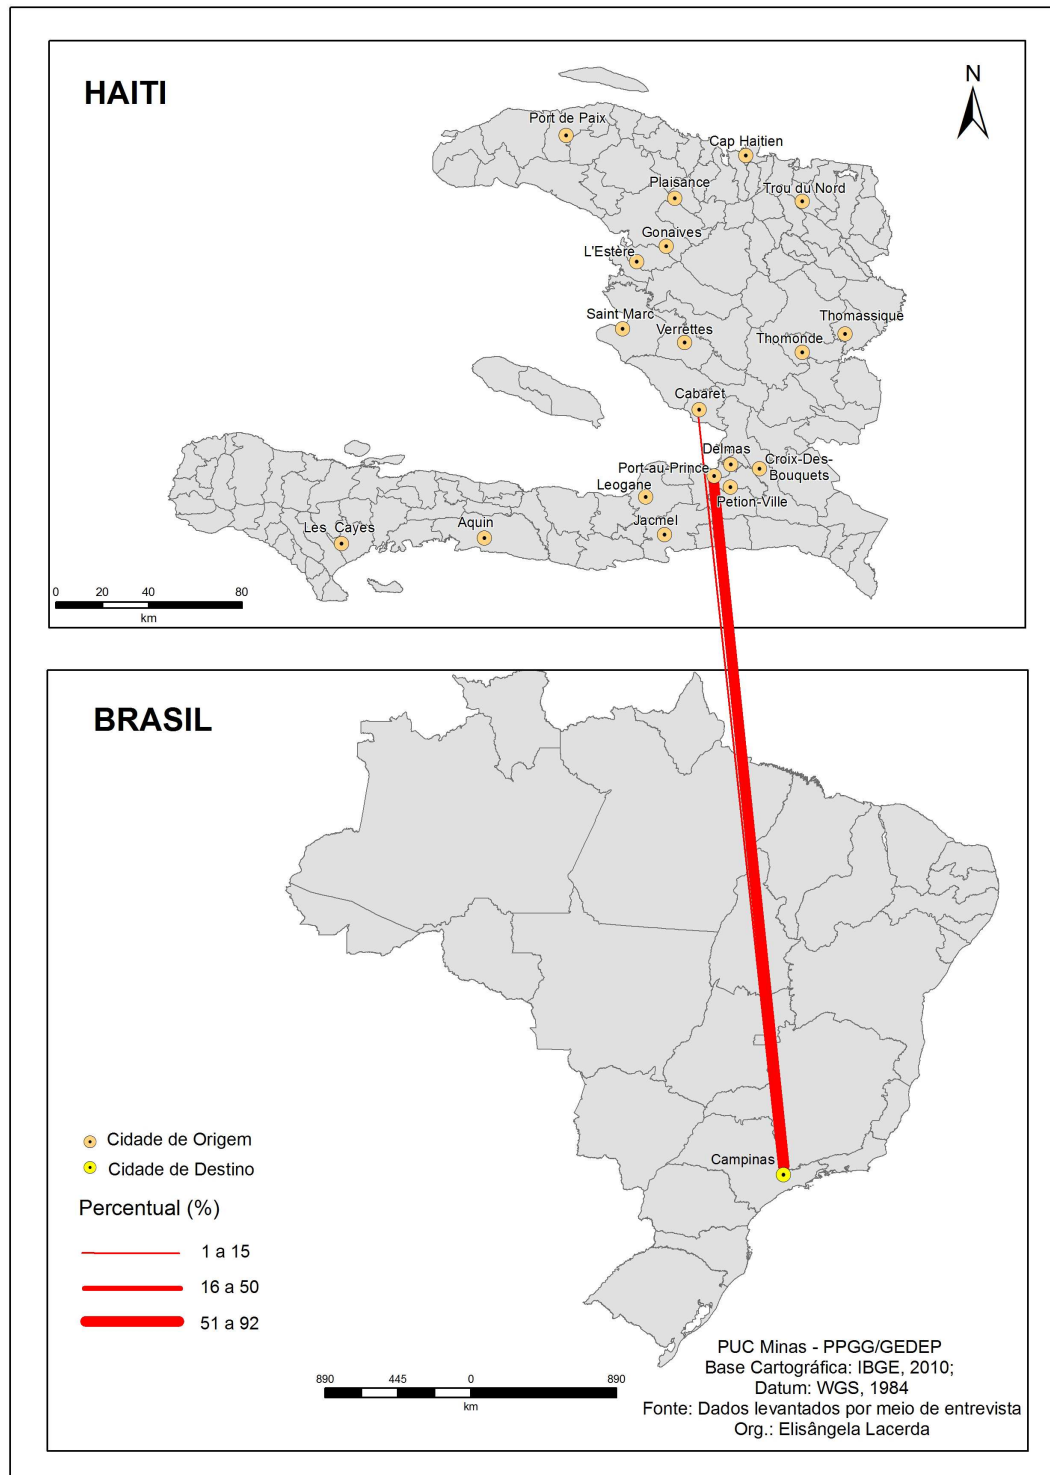 HAITI
N
Port de Paix
Cap Haitien
Plaisance
Trou du Nord
Gonaives
L'Estère
Saint Marc
Verrettes
Thomassique
Thomonde
Cabaret
Delmas
Croix-Des-
Bouquets
Port-au-Prince
Leogane
Petion-Ville
Jacmel
Aquin
Les Cayes
0 20 40 80
km
BRASIL
Campinas
Cidade de Origem
Cidade de Destino
Percentual (%)
1 a 15
16 a 50
51 a 92
890 445 0 890
km
PUC Minas - PPGG/GEDEP
Base Cartográfica: IBGE, 2010;
Datum: WGS, 1984
Fonte: Dados levantados por meio de entrevista
Org.: Elisângela Lacerda